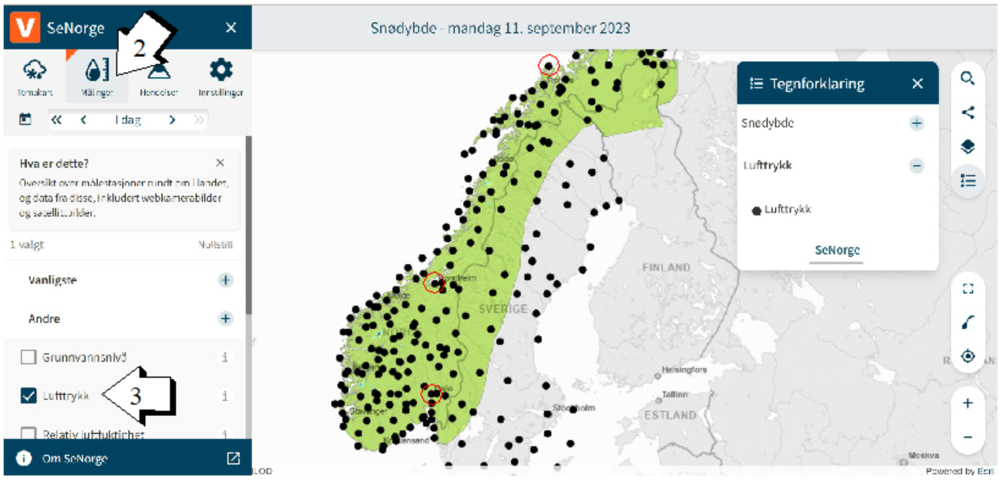 SeNorge
2
Snødybde - mandag 11. september 2023
Temakart
Målinger
Hendelser
Innstillinger
I dag
Hva er dette?
Oversikt over målestasjoner rundt om i landet,
og data fra disse, inkludert webkamerabilder
og satellittbilder.
1 valgt
Nullstill
Vanligste
Andre
Grunnvannsnivå
Lufttrykk
3
Relativ luftfuktighet
Om SeNorge
Tegnforklaring
Snødybde
Lufttrykk
Lufttrykk
SeNorge
Bodø
NORGE
Oslo
Stavanger
Kristiansand
SVERIGE
Stockholm
FINLAND
Helsingfors
Tallinn
ESTLAND
Moskva
Powered by Esri